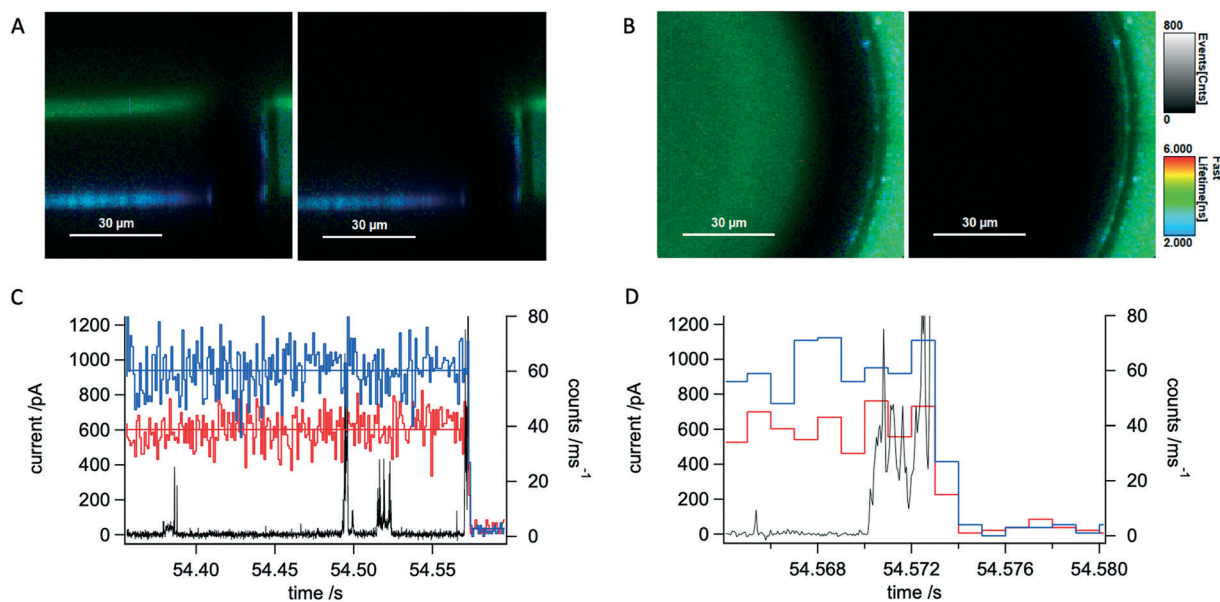 A
B
30 µm
30 µm
30 µm
30 µm
800
Events[Cnts]
0
6.000
Fast
Lifetime[ns]
2.000
C
D
1200
1000
800
600
400
200
0
current /pA
80
60
40
20
0
counts /ms⁻¹
54.40 54.45 54.50 54.55
time /s
1200
1000
800
600
400
200
0
current /pA
80
60
40
20
0
counts /ms⁻¹
54.568 54.572 54.576 54.580
time /s